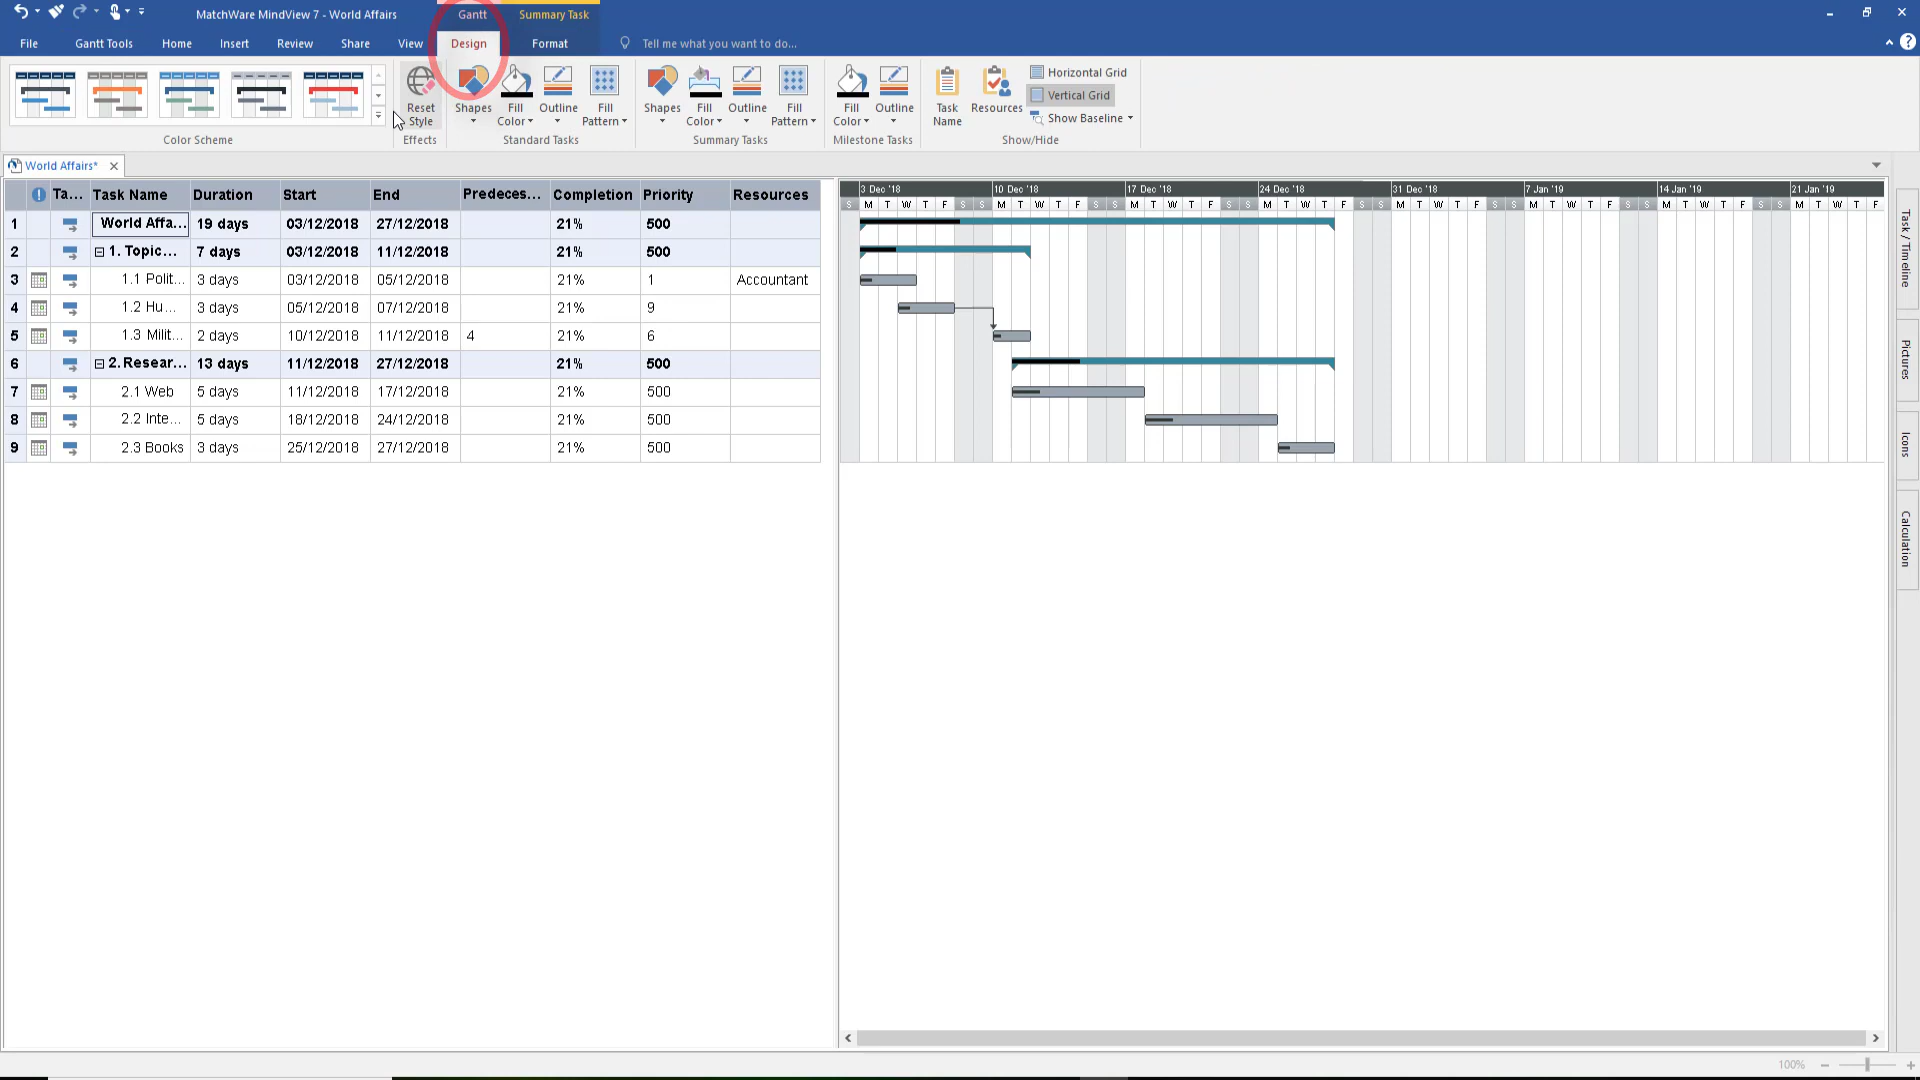 MatchWare MindView 7 - World Affairs
Gantt
Summary Task
File
Gantt Tools
Home
Insert
Review
Share
View
Design
Format
Tell me what you want to do...
Reset Style
Shapes
Fill Color
Outline
Fill Pattern
Shapes
Fill Color
Outline
Fill Pattern
Fill Color
Outline
Task Name
Resources
Horizontal Grid
Vertical Grid
Show Baseline
Color Scheme
Effects
Standard Tasks
Summary Tasks
Milestone Tasks
Show/Hide
World Affairs*
Ta... Task Name Duration Start End Predeces... Completion Priority Resources
1 World Affa... 19 days 03/12/2018 27/12/2018 21% 500
2 1. Topic... 7 days 03/12/2018 11/12/2018 21% 500
3 1.1 Polit... 3 days 03/12/2018 05/12/2018 21% 1 Accountant
4 1.2 Hu... 3 days 05/12/2018 07/12/2018 21% 9
5 1.3 Milit... 2 days 10/12/2018 11/12/2018 4 21% 6
6 2. Resear... 13 days 11/12/2018 27/12/2018 21% 500
7 2.1 Web 5 days 11/12/2018 17/12/2018 21% 500
8 2.2 Inte... 5 days 18/12/2018 24/12/2018 21% 500
9 2.3 Books 3 days 25/12/2018 27/12/2018 21% 500
3 Dec '18 10 Dec '18 17 Dec '18 24 Dec '18 31 Dec '18 7 Jan '19 14 Jan '19 21 Jan '19
S M T W T F S S M T W T F S S M T W T F S S M T W T F S S M T W T F S S M T W T F S S M T W T F S S M T W T F
Task / Timeline
Pictures
Icons
Calculation
100%